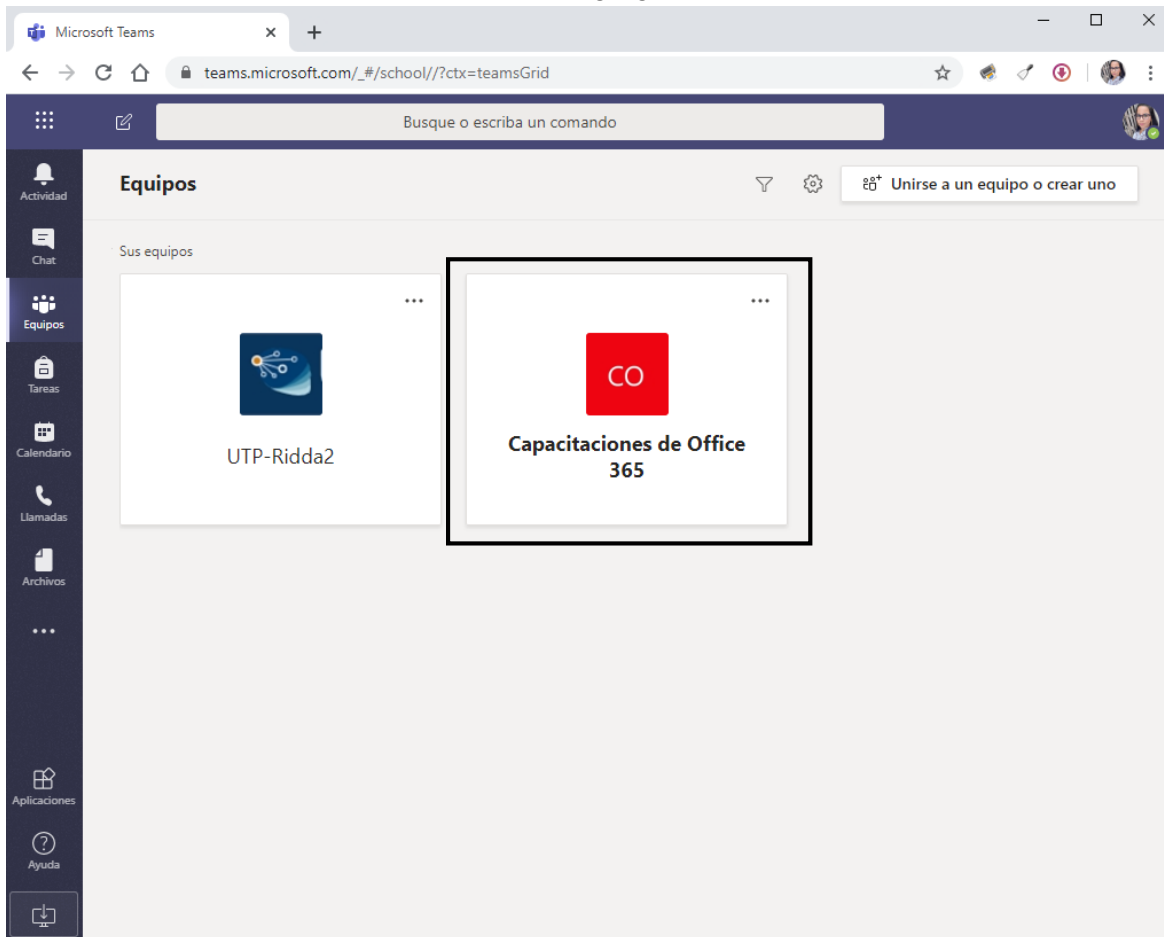 Microsoft Teams
teams.microsoft.com/_#/school//?ctx=teamsGrid
Busque o escriba un comando
Actividad
Chat
Equipos
Tareas
Calendario
Llamadas
Archivos
Aplicaciones
Ayuda
Equipos
Unirse a un equipo o crear uno
Sus equipos
UTP-Ridda2
CO
Capacitaciones de Office
365